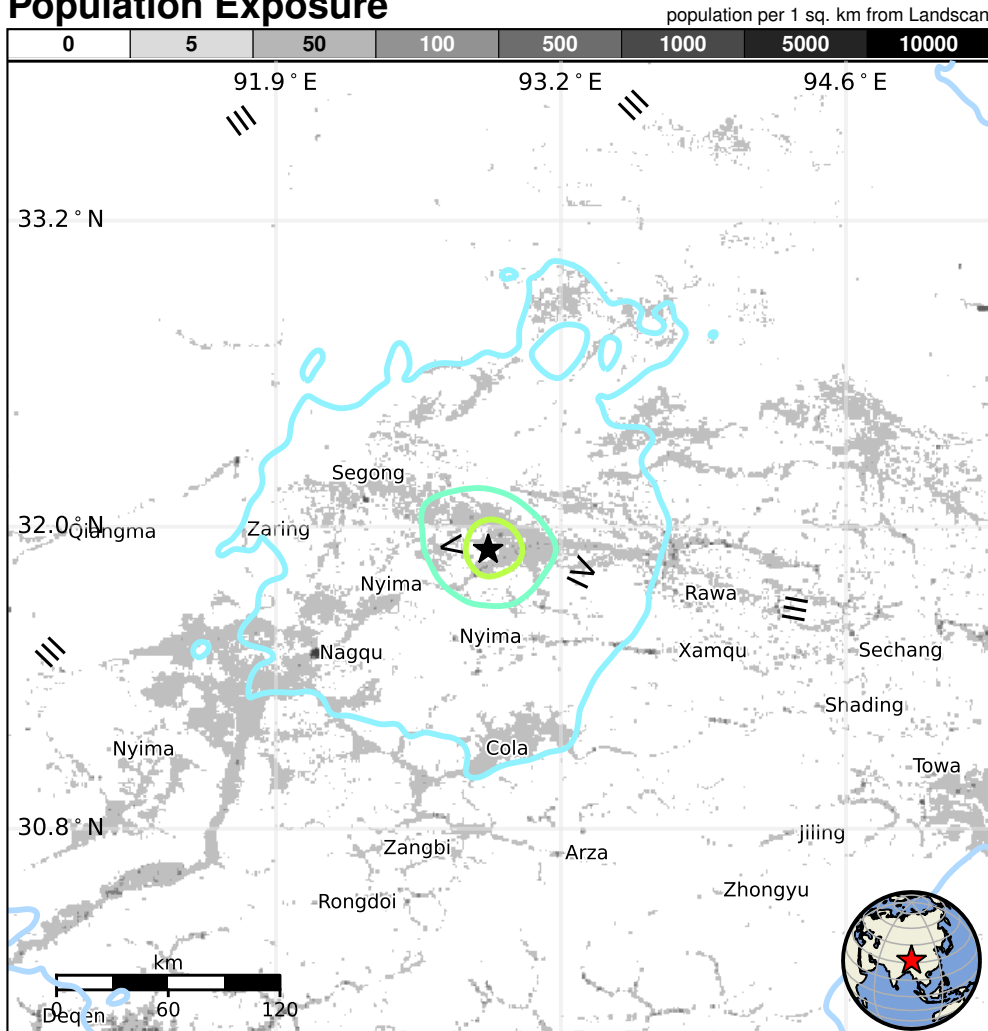 Population Exposure
population per 1 sq. km from Landscan
0 5 50 100 500 1000 5000 10000
91.9°E 93.2°E 94.6°E
III III
33.2°N
Segong
32.0°N
Qiangma Zaring
V IV
Nyima Rawa
III
Nyima
III Nagqu Xamqu Sechang
Shading
Nyima Cola
Towa
30.8°N
Jiling
Zangbi Arza
Zhongyu
Rongdoi
km
0 60 120
Deqen